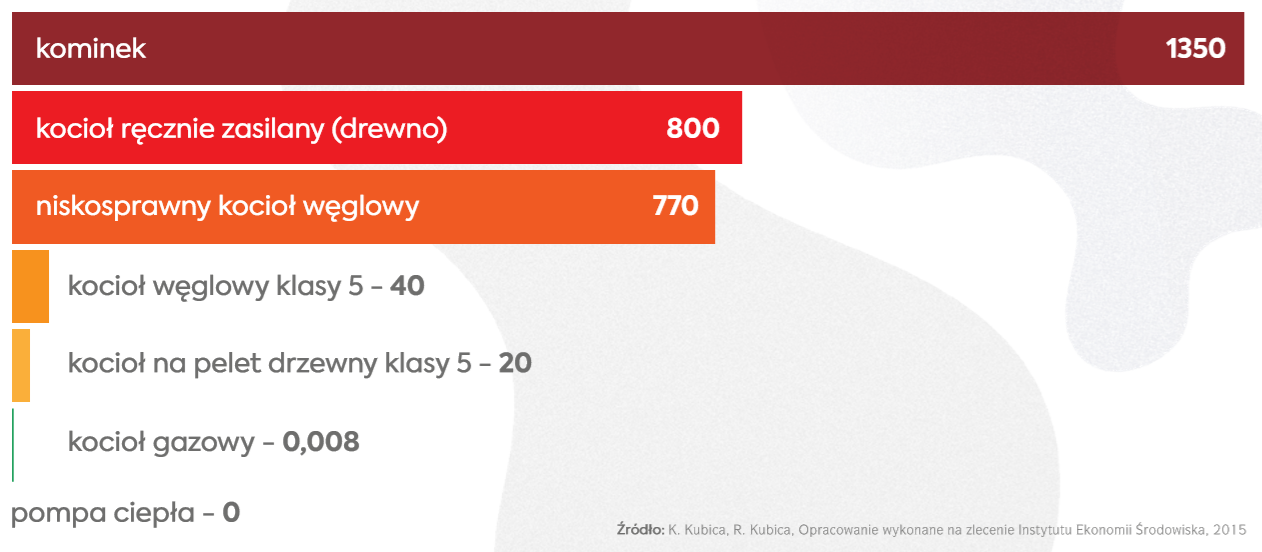 kominek 1350
kocioł ręcznie zasilany (drewno) 800
niskosprawny kocioł węglowy 770
kocioł węglowy klasy 5 - 40
kocioł na pelet drzewny klasy 5 - 20
kocioł gazowy - 0,008
pompa ciepła - 0
Źródło: K. Kubica, R. Kubica, Opracowanie wykonane na zlecenie Instytutu Ekonomii Środowiska, 2015